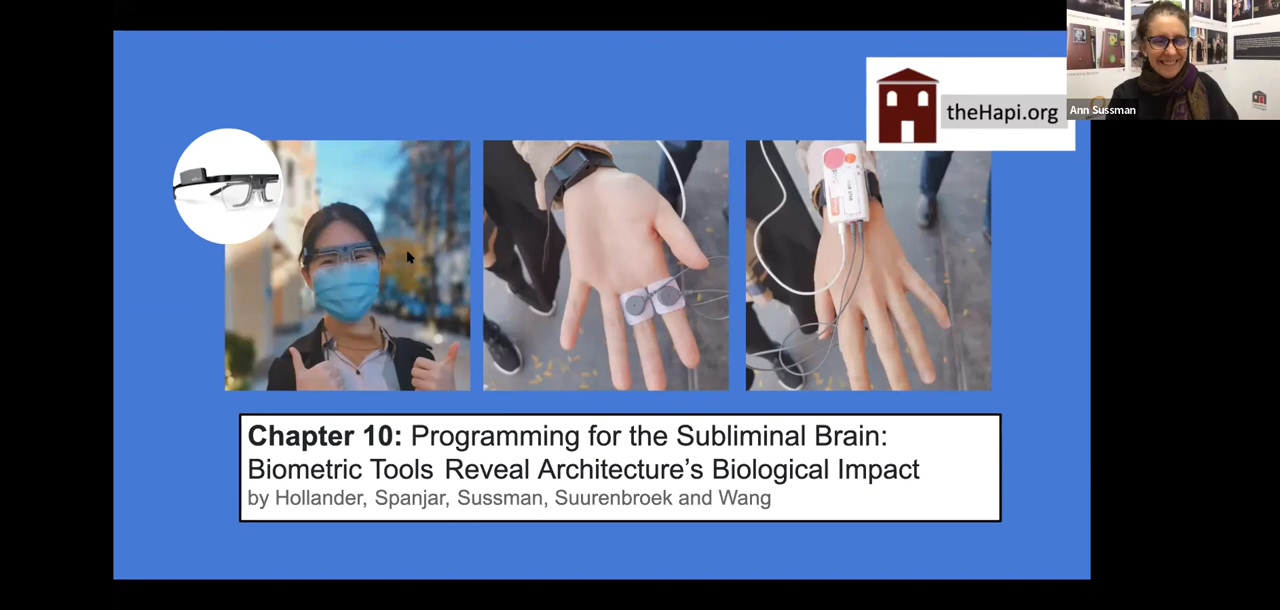 theHapi.org
Ann Sussman
Chapter 10: Programming for the Subliminal Brain:
Biometric Tools Reveal Architecture's Biological Impact
by Hollander, Spanjar, Sussman, Suurenbroek and Wang